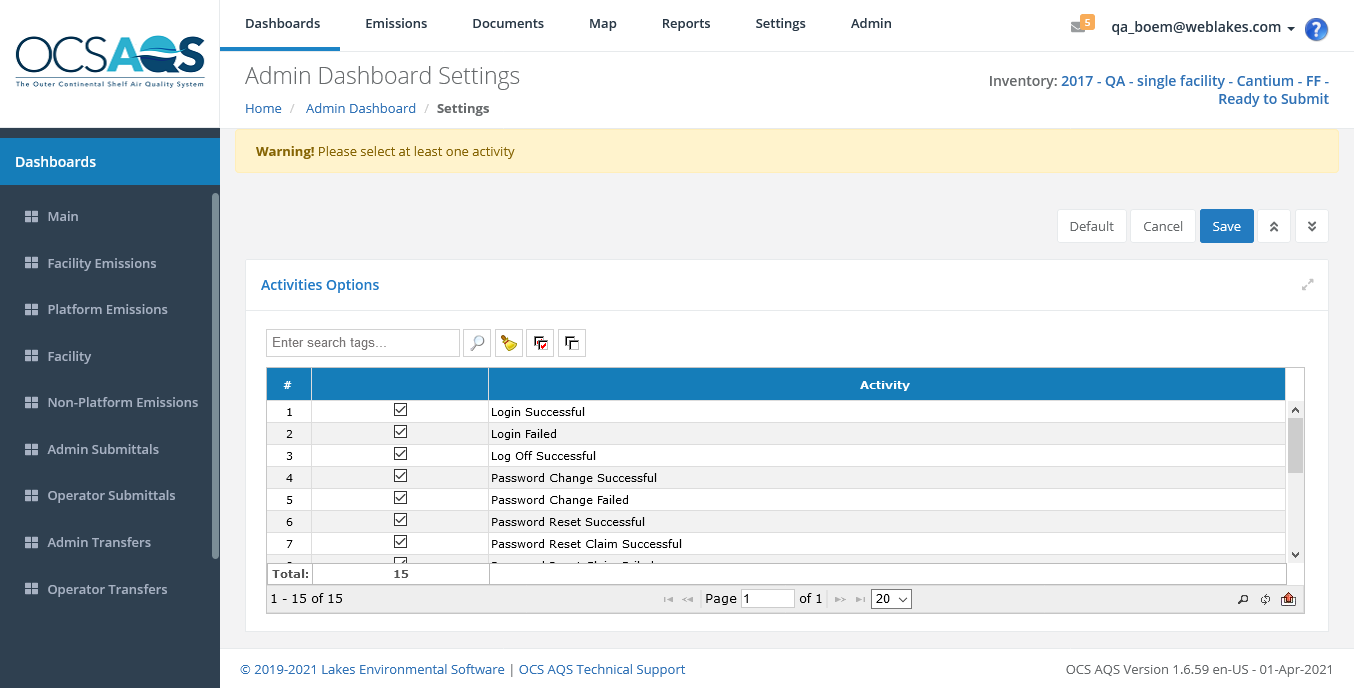 OCSAQS
The Outer Continental Shelf Air Quality System
Dashboards
Emissions
Documents
Map
Reports
Settings
Admin
5
qa_boem@weblakes.com
?
Admin Dashboard Settings
Home / Admin Dashboard / Settings
Inventory: 2017 - QA - single facility - Cantium - FF -
Ready to Submit
Warning! Please select at least one activity
Dashboards
Main
Facility Emissions
Platform Emissions
Facility
Non-Platform Emissions
Admin Submittals
Operator Submittals
Admin Transfers
Operator Transfers
Default
Cancel
Save
Activities Options
Enter search tags...
# Activity
1 Login Successful
2 Login Failed
3 Log Off Successful
4 Password Change Successful
5 Password Change Failed
6 Password Reset Successful
7 Password Reset Claim Successful
Total: 15
1 - 15 of 15
Page 1 of 1
20
© 2019-2021 Lakes Environmental Software | OCS AQS Technical Support
OCS AQS Version 1.6.59 en-US - 01-Apr-2021